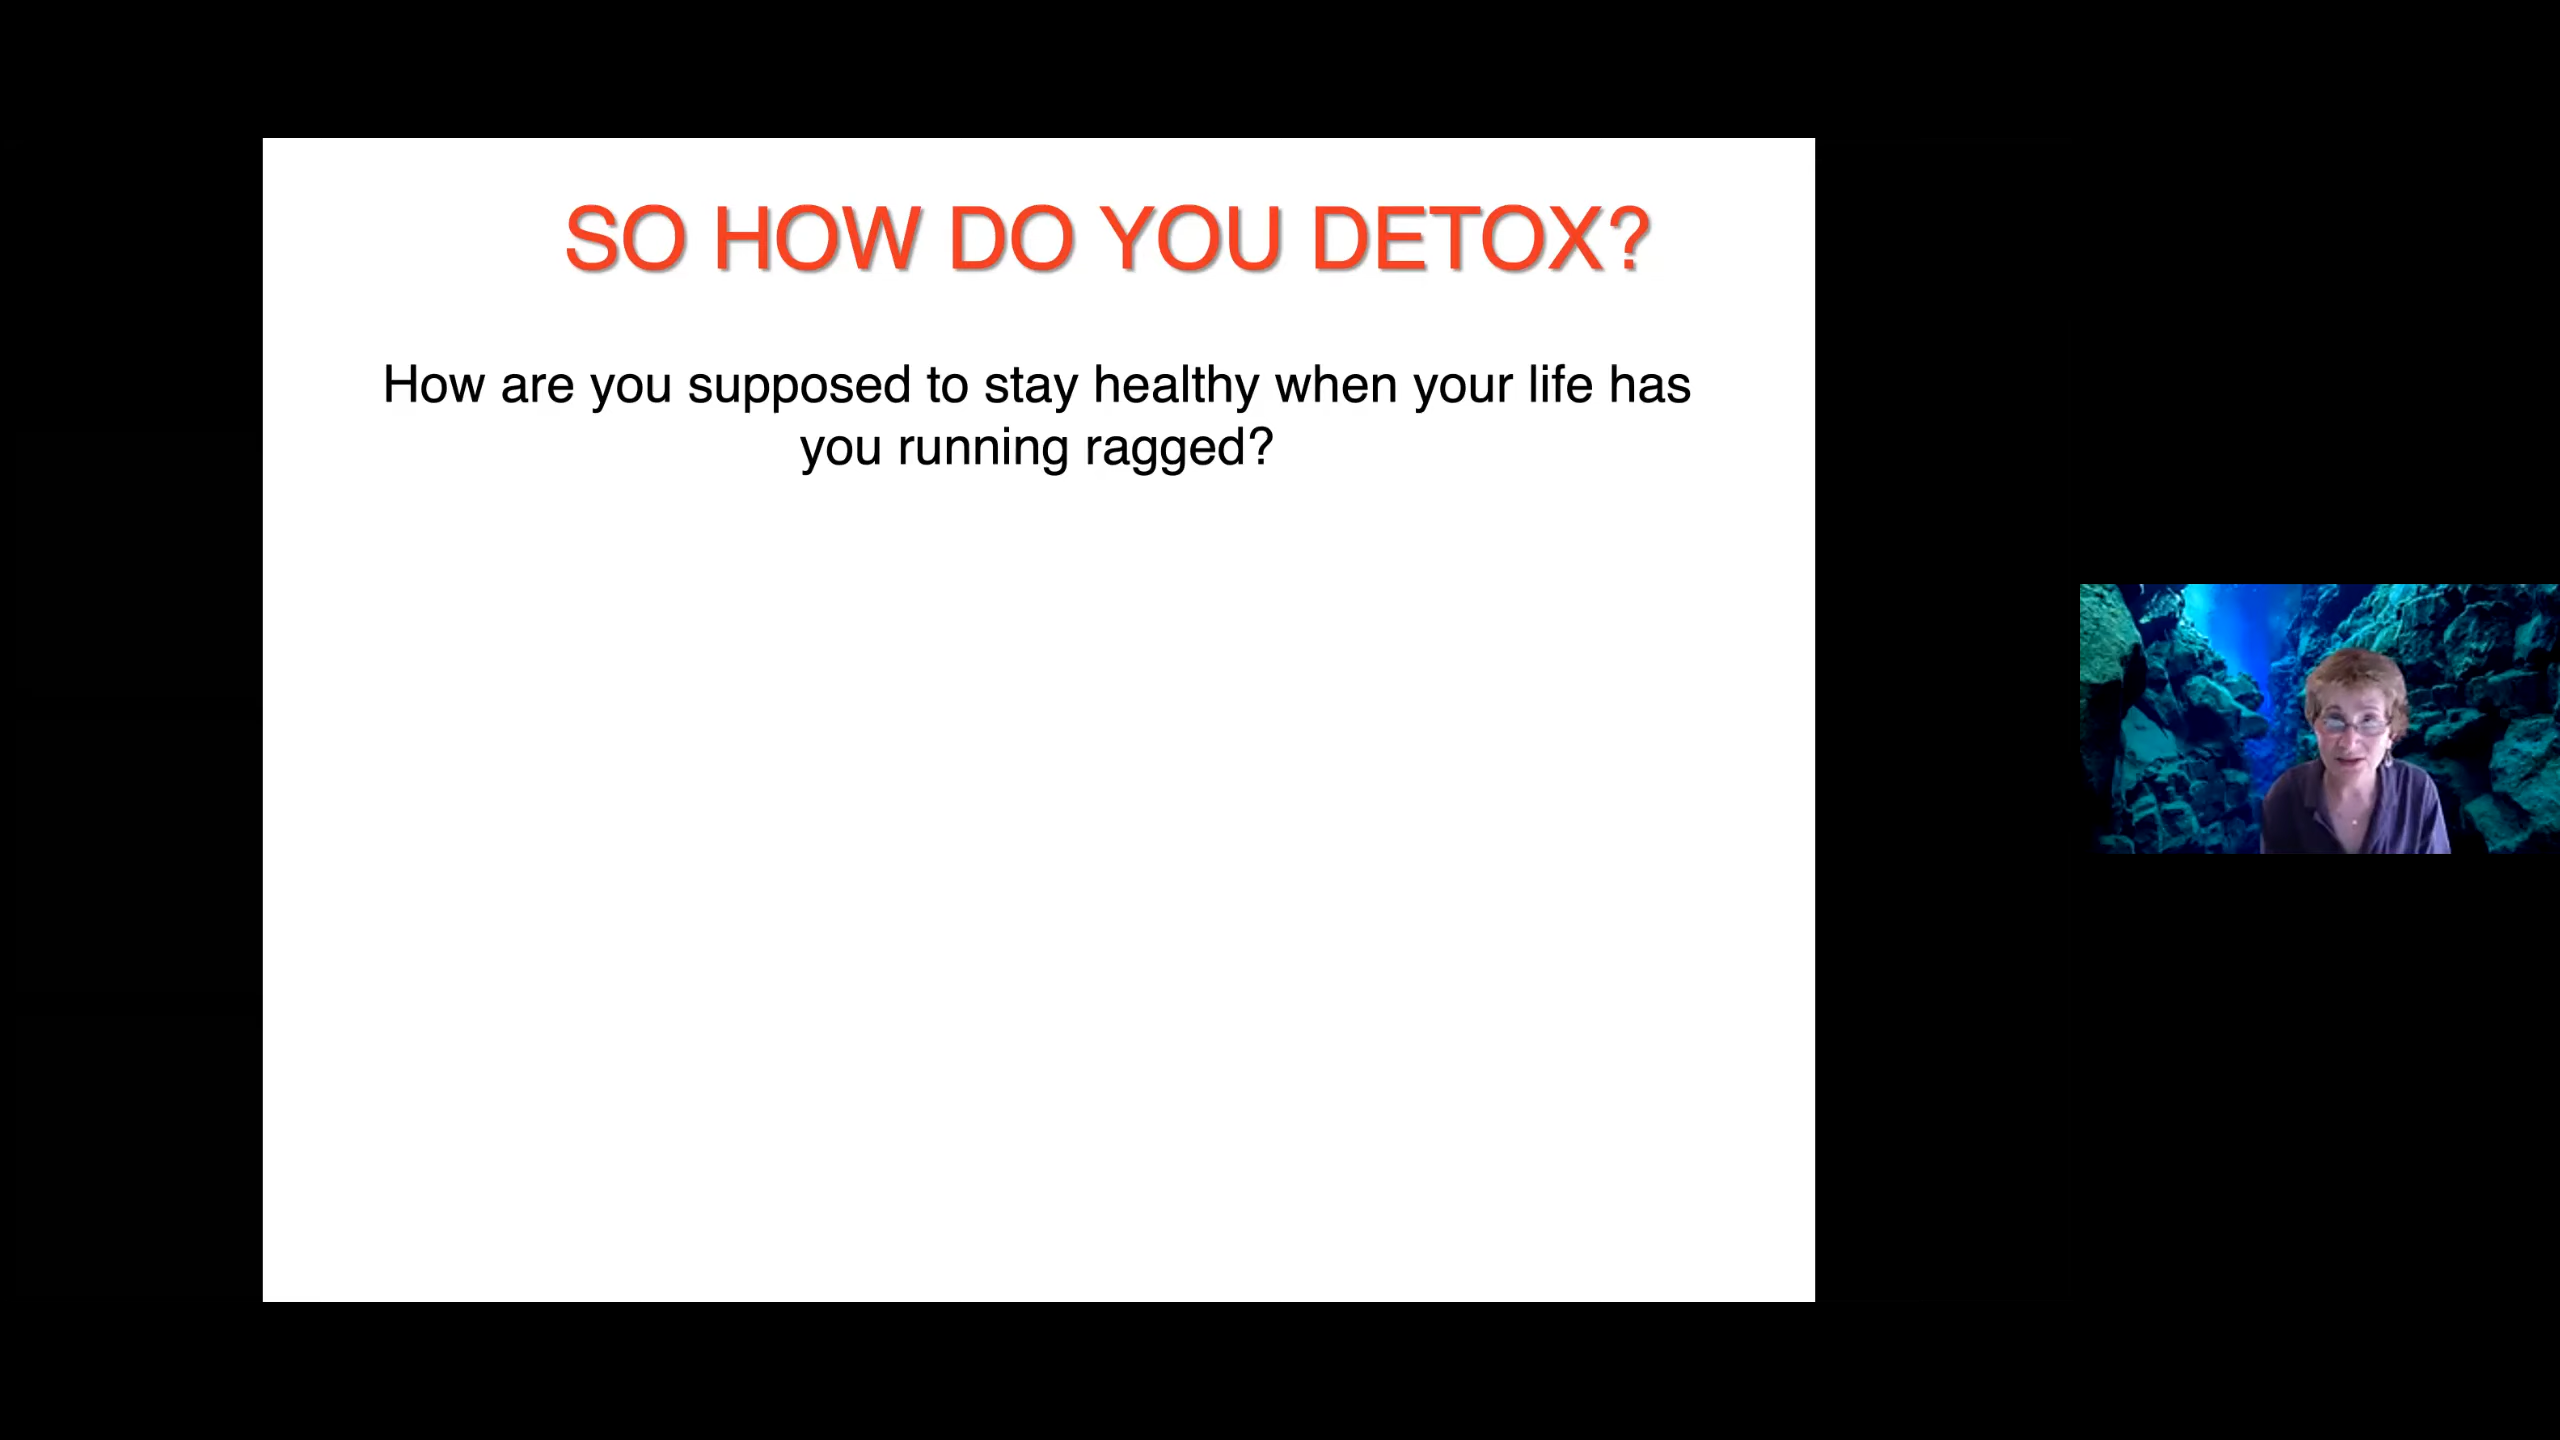 SO HOW DO YOU DETOX?
How are you supposed to stay healthy when your life has
you running ragged?